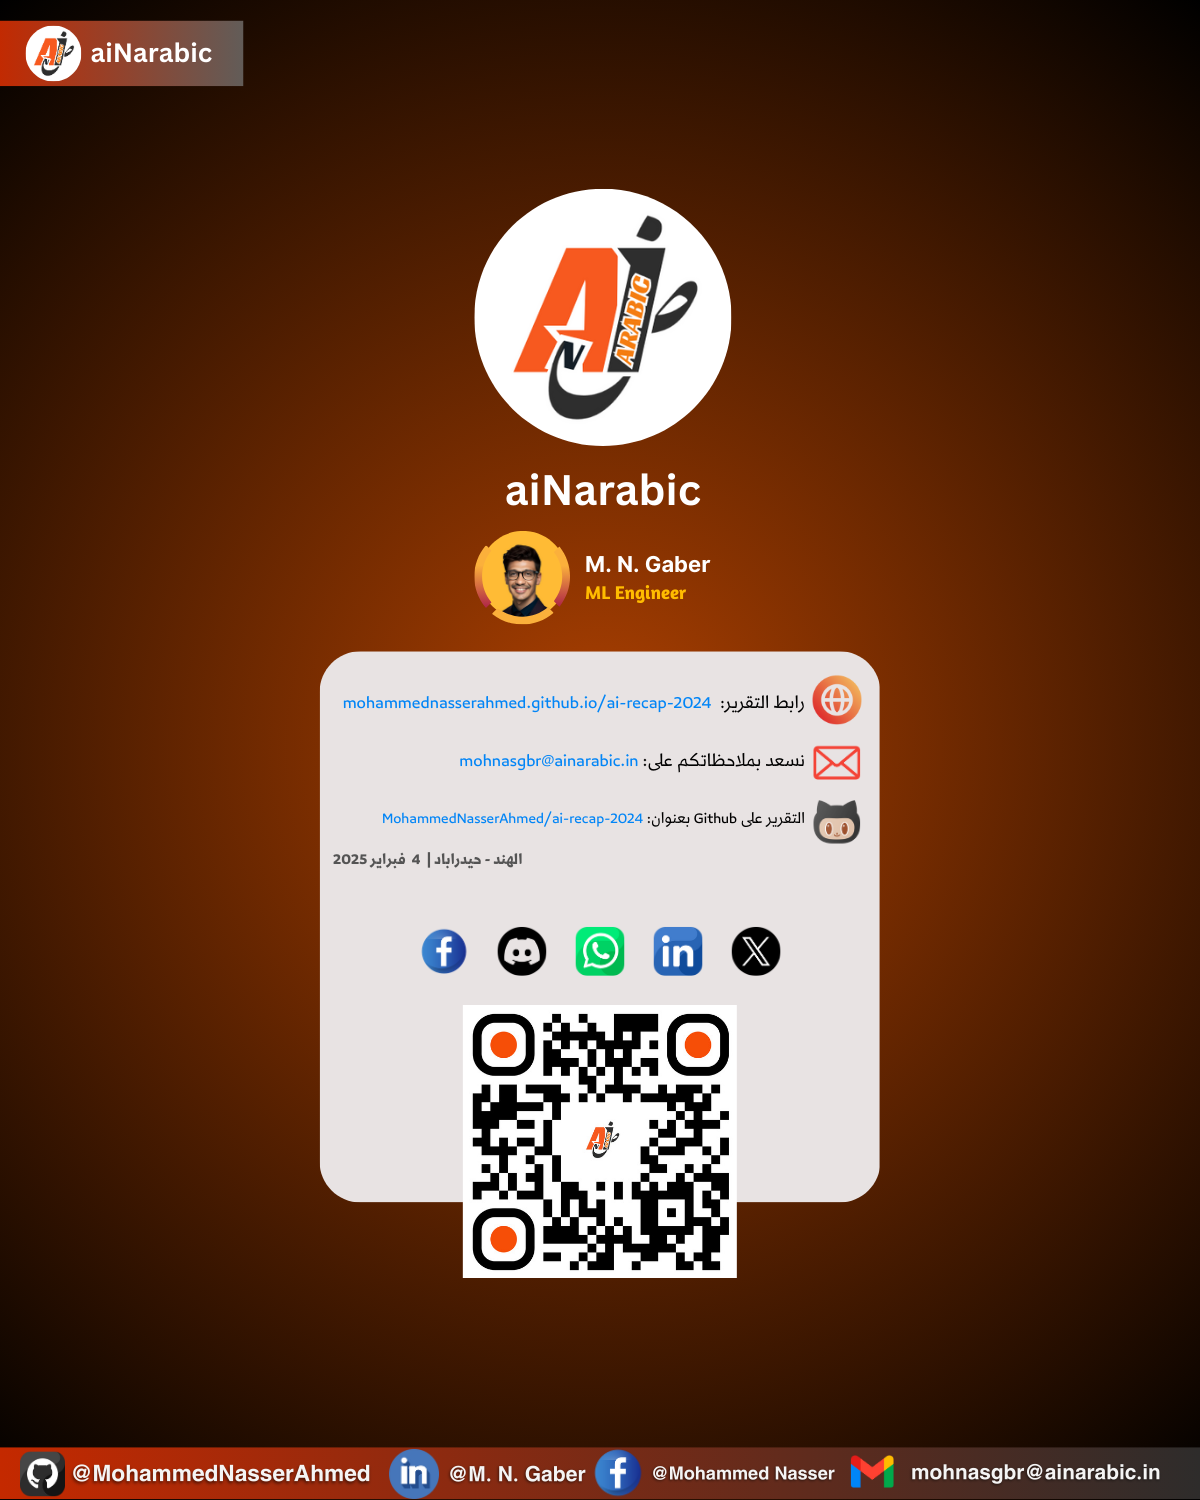 aiNarabic
A
N
ARABIC
aiNarabic
M. N. Gaber
ML Engineer
رابط التقرير: mohammednasserahmed.github.io/ai-recap-2024
نسعد بملاحظاتكم على: mohnasgbr@ainarabic.in
التقرير على Github بعنوان: MohammedNasserAhmed/ai-recap-2024
الهند - حيدراباد | 4 فبراير 2025
@MohammedNasserAhmed
@M. N. Gaber
@Mohammed Nasser
mohnasgbr@ainarabic.in